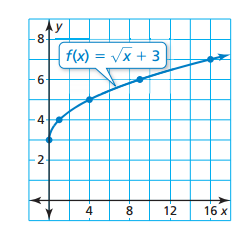 y
8
f(x) = √x + 3
6
4
2
4 8 12 16 x